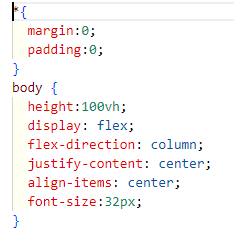 *{
  margin:0;
  padding:0;
}
body {
  height:100vh;
  display: flex;
  flex-direction: column;
  justify-content: center;
  align-items: center;
  font-size:32px;
}